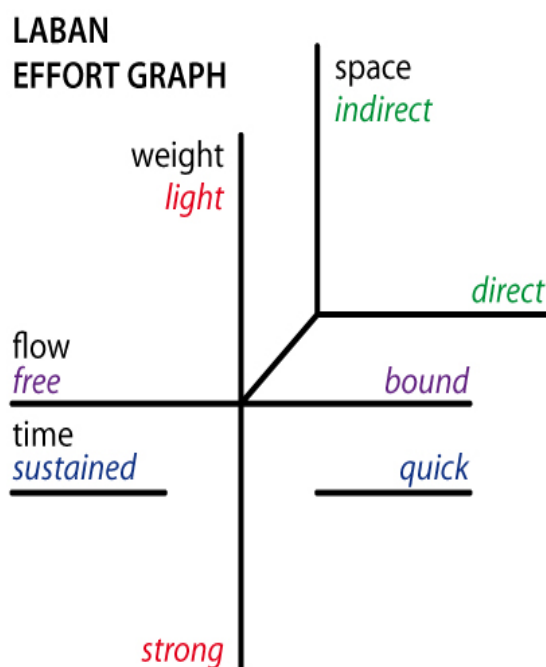 LABAN
EFFORT GRAPH
space
indirect
weight
light
direct
flow
free
bound
time
sustained
quick
strong